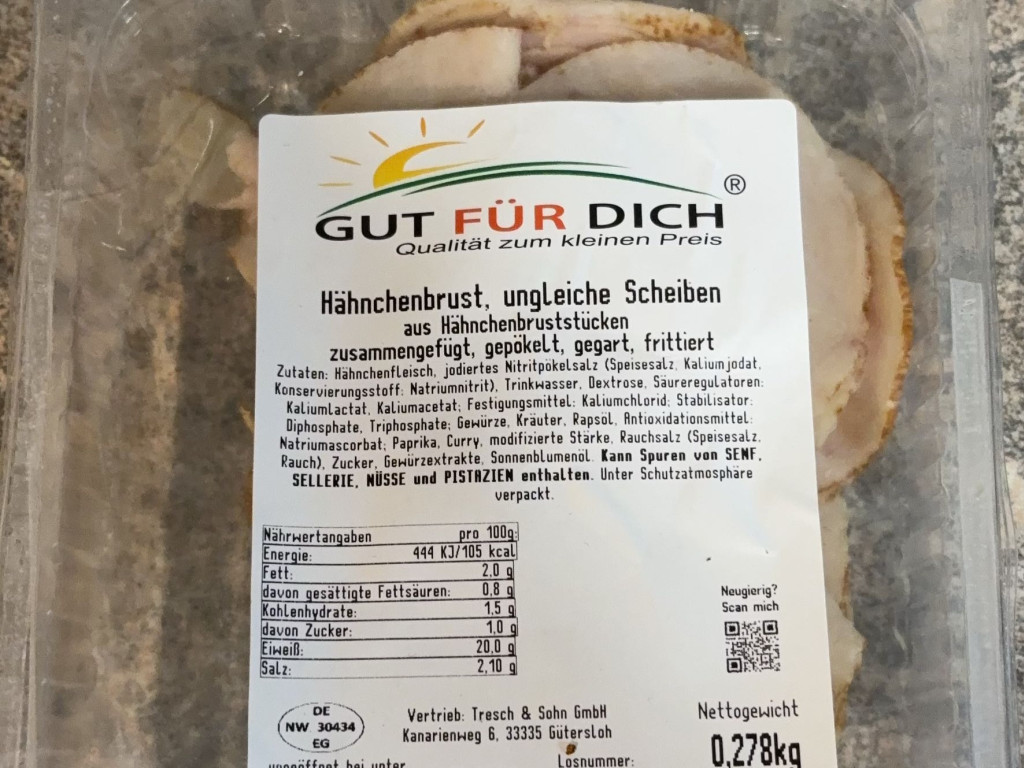 GUT FÜR DICH ®
Qualität zum kleinen Preis
Hähnchenbrust, ungleiche Scheiben
aus Hähnchenbruststücken
zusammengefügt, gepökelt, gegart, frittiert
Zutaten: Hähnchenfleisch, jodiertes Nitritpökelsalz (Speisesalz, Kaliumjodat,
Konservierungsstoff: Natriumnitrit), Trinkwasser, Dextrose, Säureregulatoren:
Kaliumlactat, Kaliumacetat; Festigungsmittel: Kaliumchlorid; Stabilisator:
Diphosphate, Triphosphate; Gewürze, Kräuter, Rapsöl, Antioxidationsmittel:
Natriumascorbat; Paprika, Curry, modifizierte Stärke, Rauchsalz (Speisesalz,
Rauch), Zucker, Gewürzextrakte, Sonnenblumenöl. Kann Spuren von SENF,
SELLERIE, NÜSSE und PISTAZIEN enthalten. Unter Schutzatmosphäre
verpackt.
Nährwertangaben pro 100g:
Energie: 444 KJ/105 kcal
Fett: 2,0 g
davon gesättigte Fettsäuren: 0,8 g
Kohlenhydrate: 1,5 g
davon Zucker: 1,0 g
Eiweiß: 20,0 g
Salz: 2,10 g
Neugierig?
Scan mich
DE
NW 30434
EG
Vertrieb: Tresch & Sohn GmbH
Kanarienweg 6, 33335 Gütersloh
Nettogewicht
0,278kg
ungeöffnet bei unter
Losnummer: